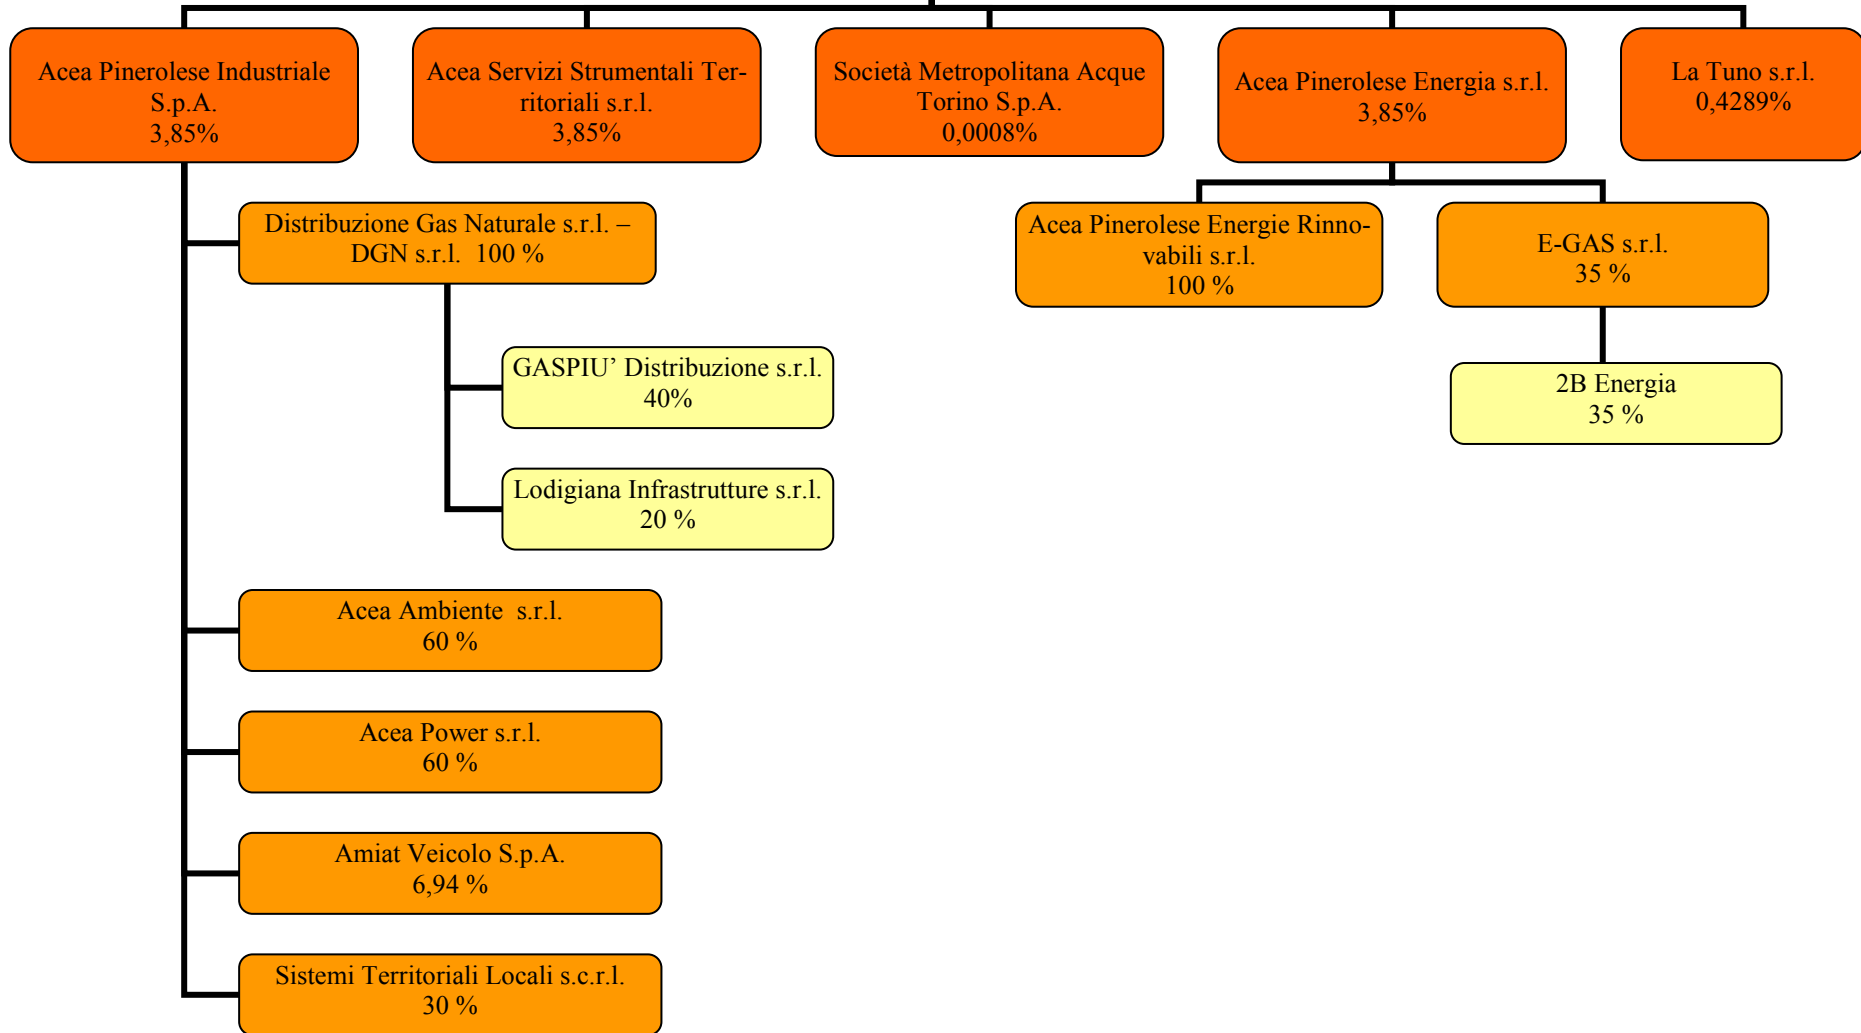 Acea Pinerolese Industriale
S.p.A.
3,85%
Acea Servizi Strumentali Ter-
ritoriali s.r.l.
3,85%
Società Metropolitana Acque
Torino S.p.A.
0,0008%
Acea Pinerolese Energia s.r.l.
3,85%
La Tuno s.r.l.
0,4289%
Distribuzione Gas Naturale s.r.l. –
DGN s.r.l. 100 %
Acea Pinerolese Energie Rinno-
vabili s.r.l.
100 %
E-GAS s.r.l.
35 %
GASPIU’ Distribuzione s.r.l.
40%
2B Energia
35 %
Lodigiana Infrastrutture s.r.l.
20 %
Acea Ambiente s.r.l.
60 %
Acea Power s.r.l.
60 %
Amiat Veicolo S.p.A.
6,94 %
Sistemi Territoriali Locali s.c.r.l.
30 %